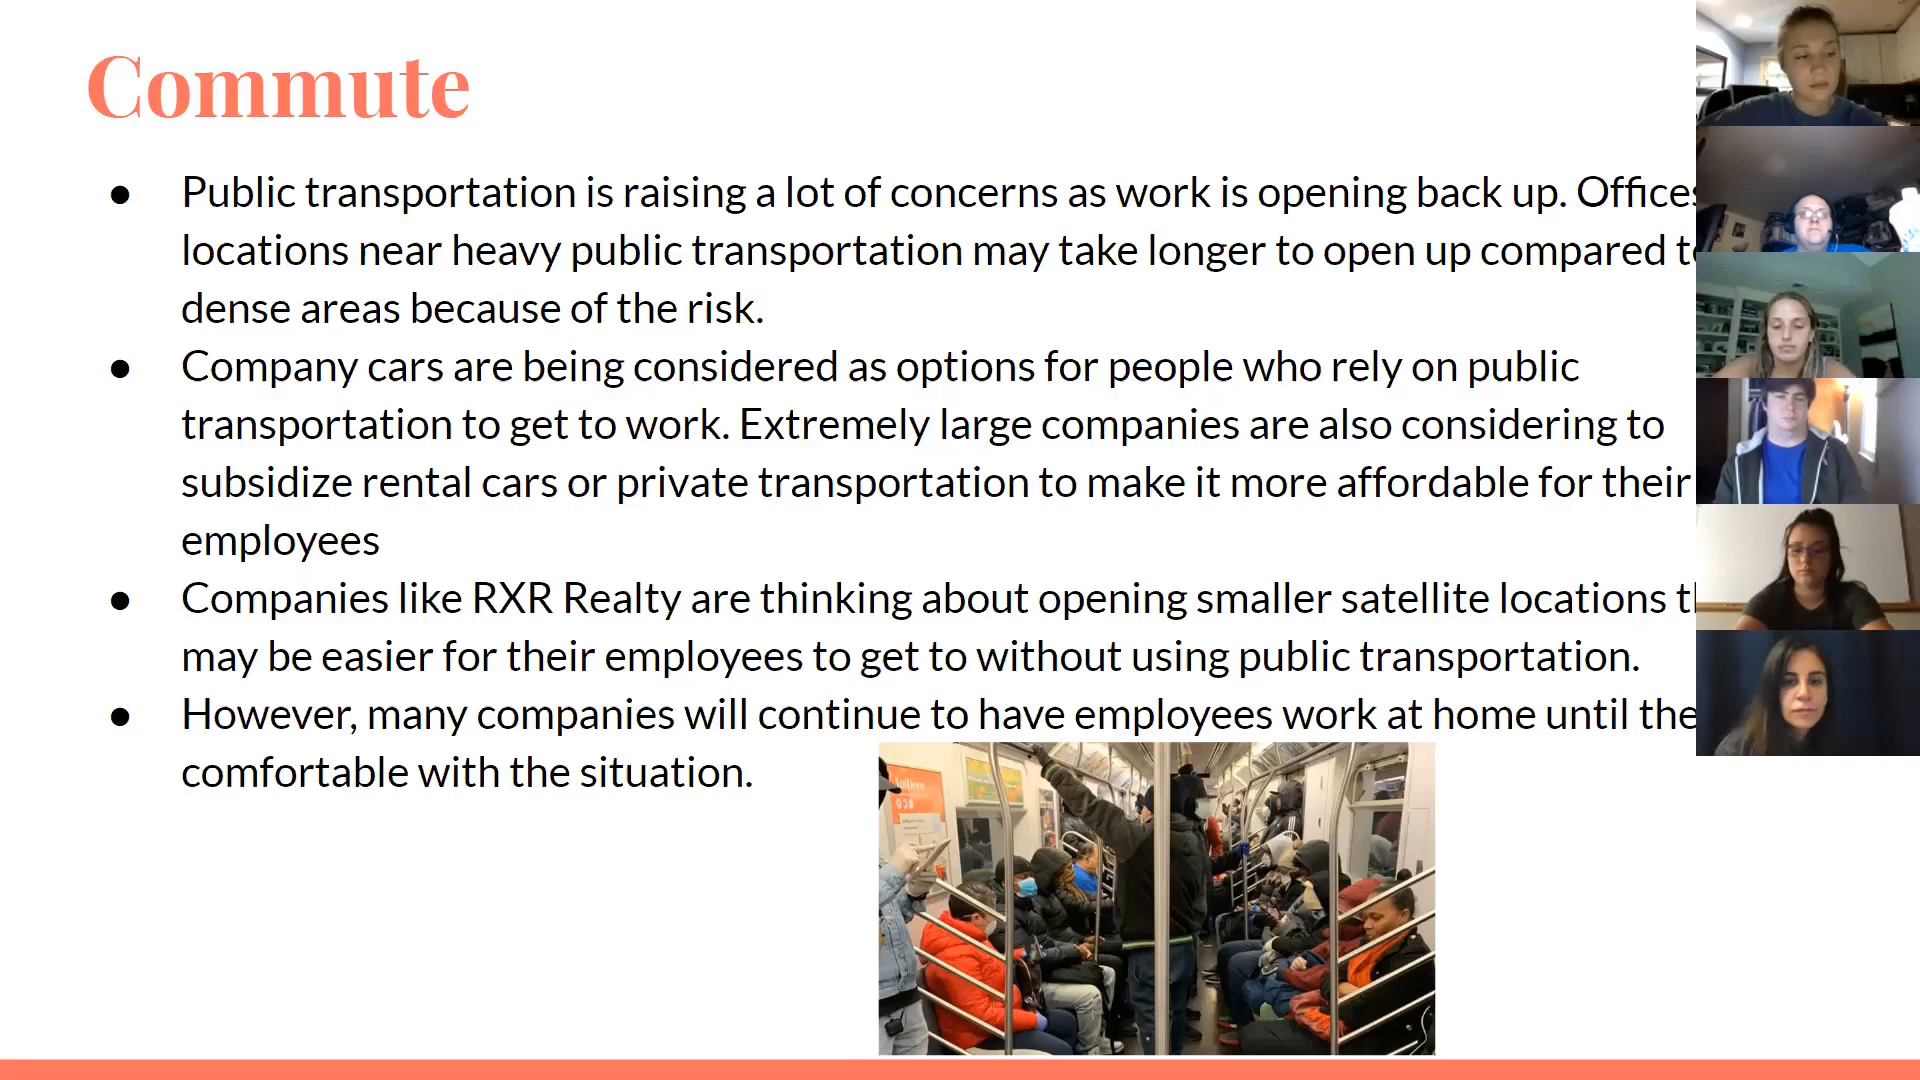 Commute
● Public transportation is raising a lot of concerns as work is opening back up. Offices
locations near heavy public transportation may take longer to open up compared
dense areas because of the risk.
● Company cars are being considered as options for people who rely on public
transportation to get to work. Extremely large companies are also considering to
subsidize rental cars or private transportation to make it more affordable for their
employees
● Companies like RXR Realty are thinking about opening smaller satellite locations
may be easier for their employees to get to without using public transportation.
● However, many companies will continue to have employees work at home until
comfortable with the situation.